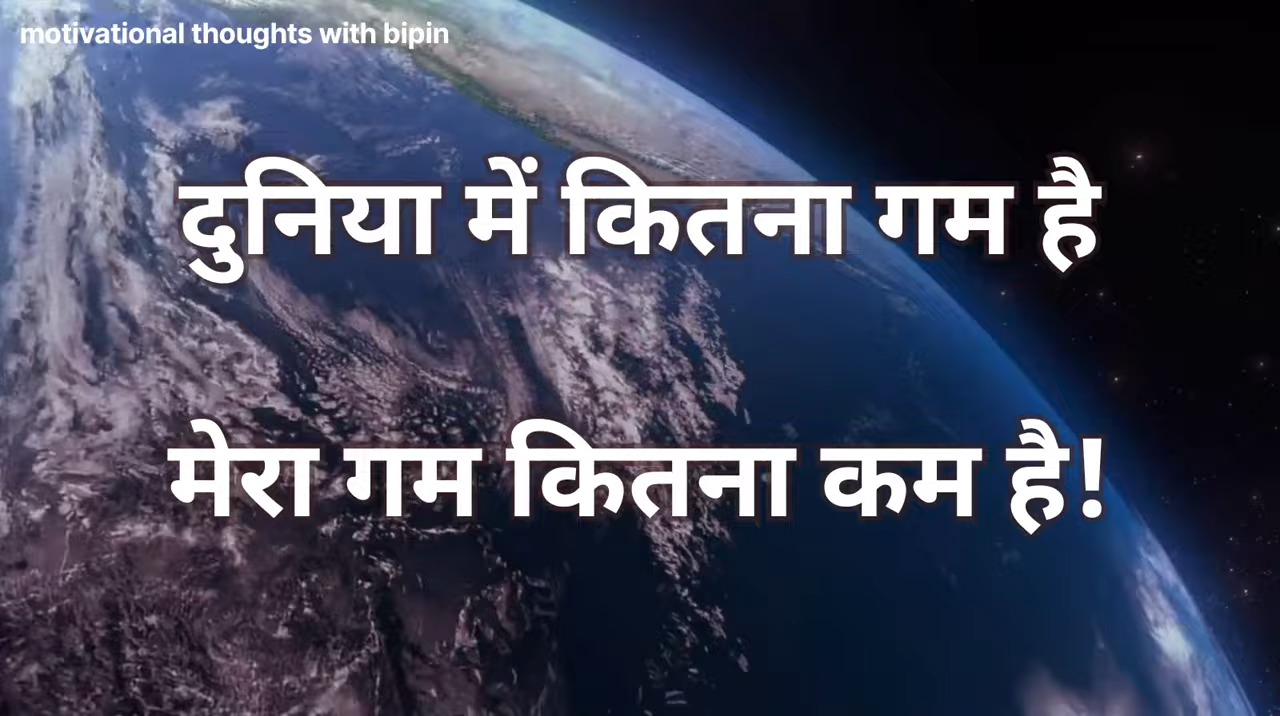 motivational thoughts with bipin
दुनिया में कितना गम है
मेरा गम कितना कम है!